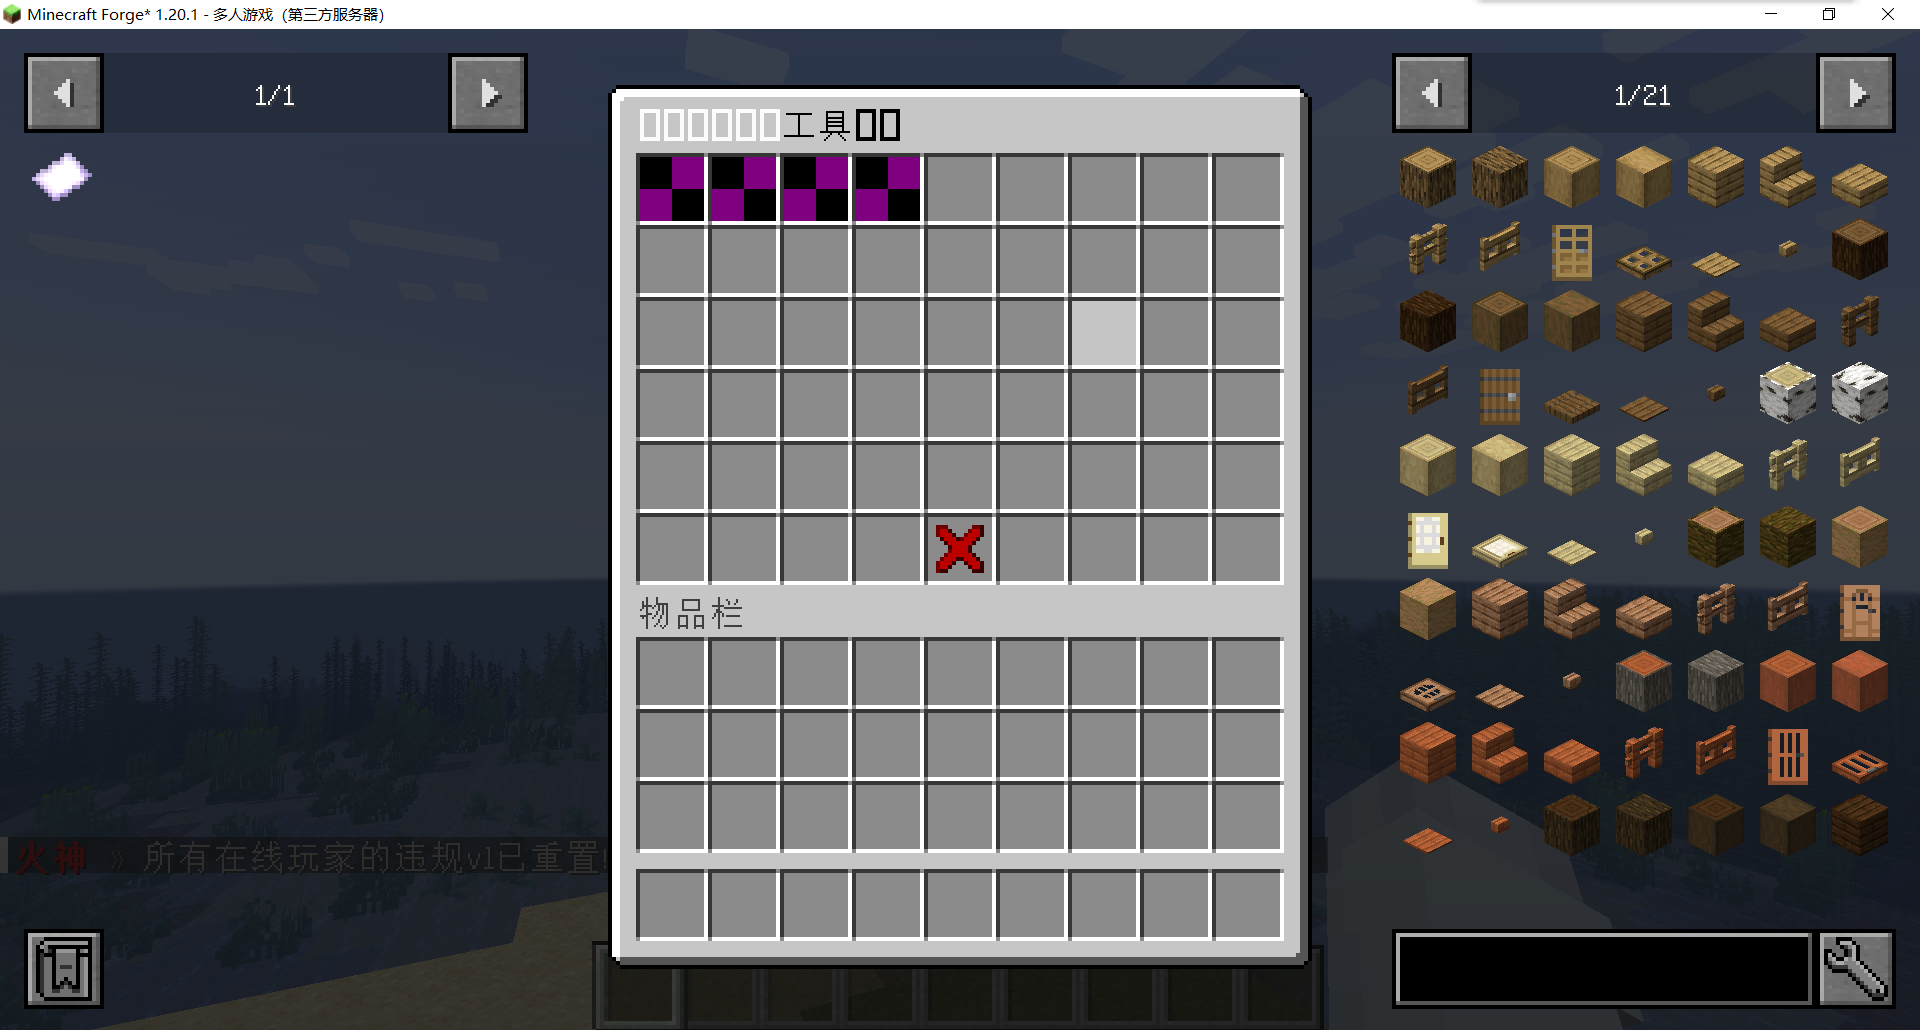 Minecraft Forge* 1.20.1 - 多人游戏（第三方服务器）
1/1
1/21
工具
物品栏
火神 » 所有在线玩家的违规vl已重置!